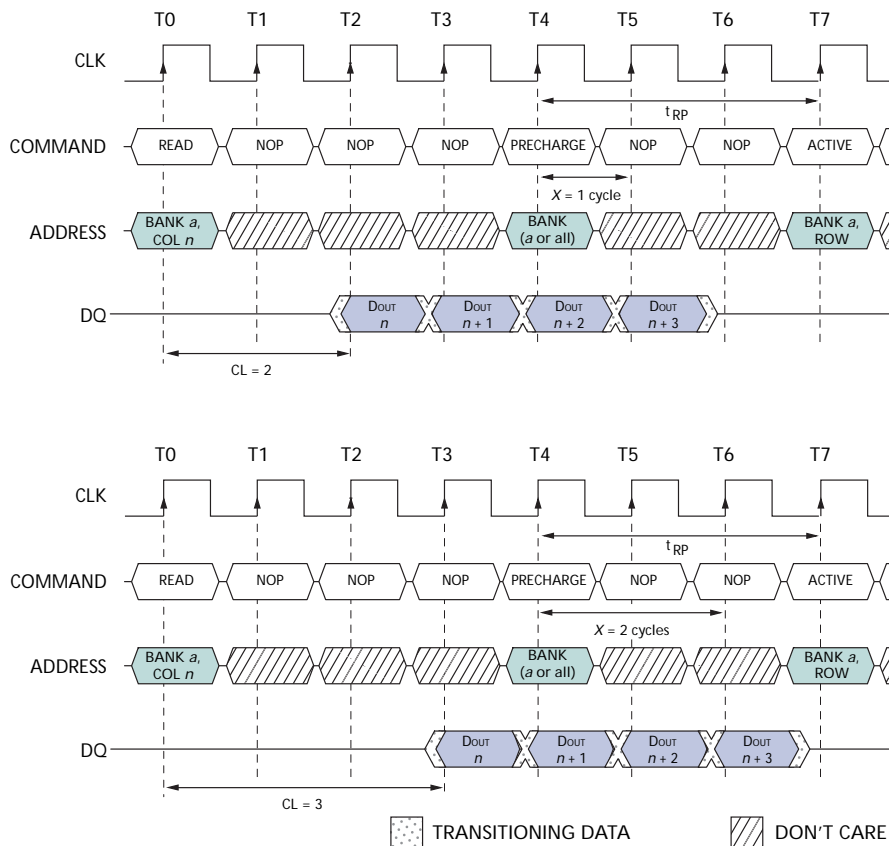 T0 T1 T2 T3 T4 T5 T6 T7
CLK
t RP
COMMAND READ NOP NOP NOP PRECHARGE NOP NOP ACTIVE
X = 1 cycle
ADDRESS BANK a, COL n BANK (a or all) BANK a, ROW
DQ DOUT n DOUT n + 1 DOUT n + 2 DOUT n + 3
CL = 2
T0 T1 T2 T3 T4 T5 T6 T7
CLK
t RP
COMMAND READ NOP NOP NOP PRECHARGE NOP NOP ACTIVE
X = 2 cycles
ADDRESS BANK a, COL n BANK (a or all) BANK a, ROW
DQ DOUT n DOUT n + 1 DOUT n + 2 DOUT n + 3
CL = 3
TRANSITIONING DATA DON'T CARE